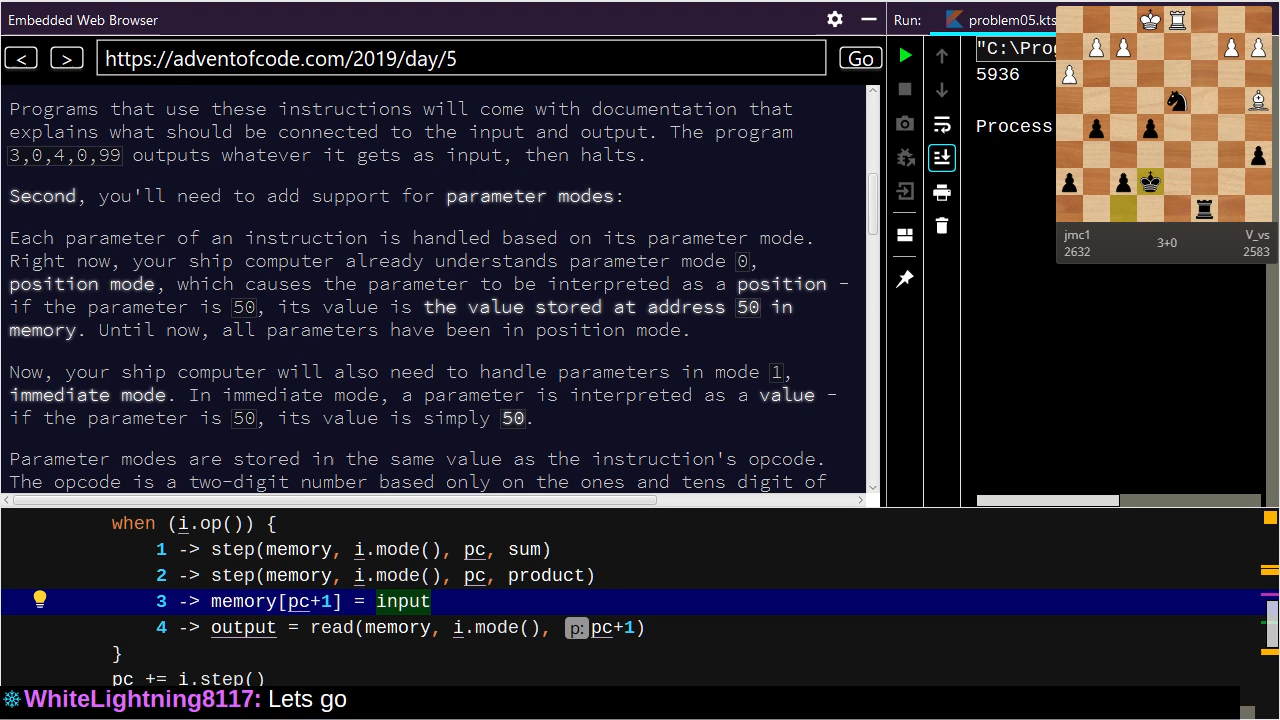 Embedded Web Browser
Run: problem05.kts
< > https://adventofcode.com/2019/day/5 Go
Programs that use these instructions will come with documentation that
explains what should be connected to the input and output. The program
3,0,4,0,99 outputs whatever it gets as input, then halts.
Second, you'll need to add support for parameter modes:
Each parameter of an instruction is handled based on its parameter mode.
Right now, your ship computer already understands parameter mode 0,
position mode, which causes the parameter to be interpreted as a position -
if the parameter is 50, its value is the value stored at address 50 in
memory. Until now, all parameters have been in position mode.
Now, your ship computer will also need to handle parameters in mode 1,
immediate mode. In immediate mode, a parameter is interpreted as a value -
if the parameter is 50, its value is simply 50.
Parameter modes are stored in the same value as the instruction's opcode.
The opcode is a two-digit number based only on the ones and tens digit of
"C:\Prog
5936
Process
jmc1
2632
3+0
V_vs
2583
when (i.op()) {
1 -> step(memory, i.mode(), pc, sum)
2 -> step(memory, i.mode(), pc, product)
3 -> memory[pc+1] = input
4 -> output = read(memory, i.mode(), p: pc+1)
}
pc += i.step()
WhiteLightning8117: Lets go